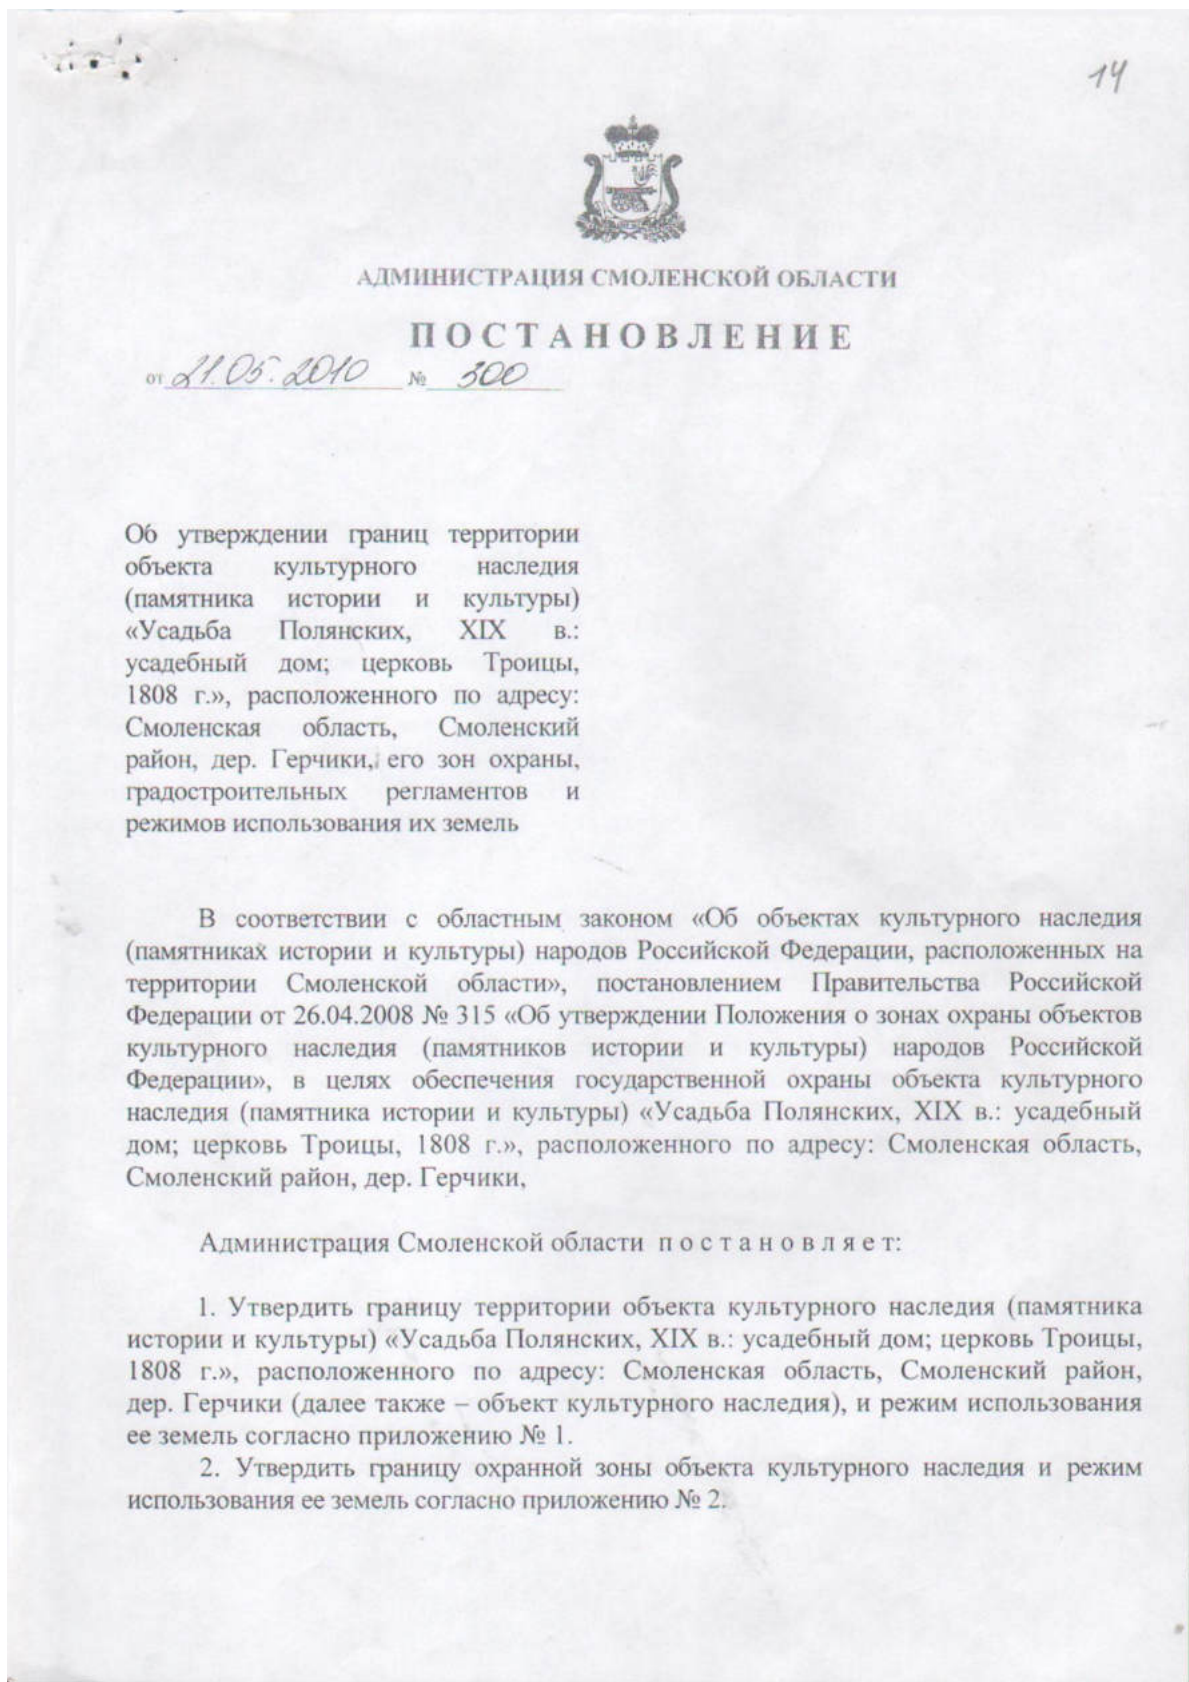 14
АДМИНИСТРАЦИЯ СМОЛЕНСКОЙ ОБЛАСТИ
П О С Т А Н О В Л Е Н И Е
от 21.05.2010 № 300
Об утверждении границ территории
объекта культурного наследия
(памятника истории и культуры)
«Усадьба Полянских, XIX в.:
усадебный дом; церковь Троицы,
1808 г.», расположенного по адресу:
Смоленская область, Смоленский
район, дер. Герчики, его зон охраны,
градостроительных регламентов и
режимов использования их земель
В соответствии с областным законом «Об объектах культурного наследия
(памятниках истории и культуры) народов Российской Федерации, расположенных на
территории Смоленской области», постановлением Правительства Российской
Федерации от 26.04.2008 № 315 «Об утверждении Положения о зонах охраны объектов
культурного наследия (памятников истории и культуры) народов Российской
Федерации», в целях обеспечения государственной охраны объекта культурного
наследия (памятника истории и культуры) «Усадьба Полянских, XIX в.: усадебный
дом; церковь Троицы, 1808 г.», расположенного по адресу: Смоленская область,
Смоленский район, дер. Герчики,
Администрация Смоленской области п о с т а н о в л я е т:
1. Утвердить границу территории объекта культурного наследия (памятника
истории и культуры) «Усадьба Полянских, XIX в.: усадебный дом; церковь Троицы,
1808 г.», расположенного по адресу: Смоленская область, Смоленский район,
дер. Герчики (далее также – объект культурного наследия), и режим использования
ее земель согласно приложению № 1.
2. Утвердить границу охранной зоны объекта культурного наследия и режим
использования ее земель согласно приложению № 2.